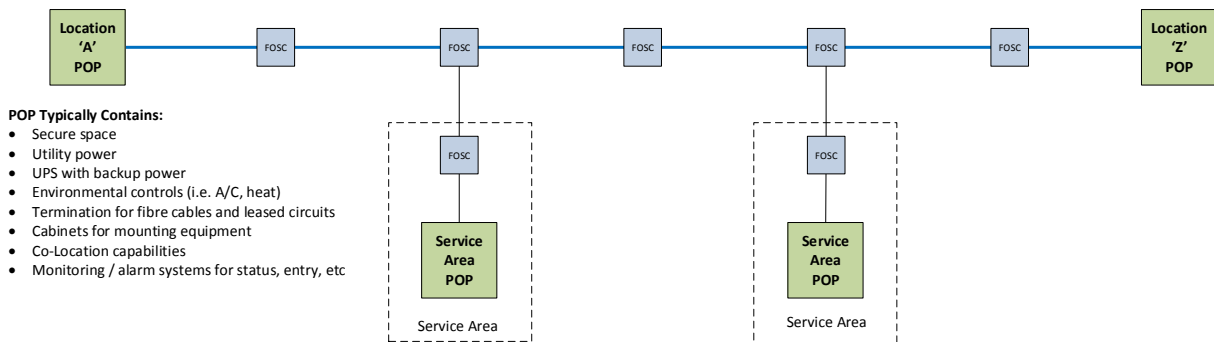 Location
‘A’
POP
FOSC
FOSC
FOSC
FOSC
FOSC
Location
‘Z’
POP
POP Typically Contains:
• Secure space
• Utility power
• UPS with backup power
• Environmental controls (i.e. A/C, heat)
• Termination for fibre cables and leased circuits
• Cabinets for mounting equipment
• Co-Location capabilities
• Monitoring / alarm systems for status, entry, etc
FOSC
Service
Area
POP
Service Area
FOSC
Service
Area
POP
Service Area